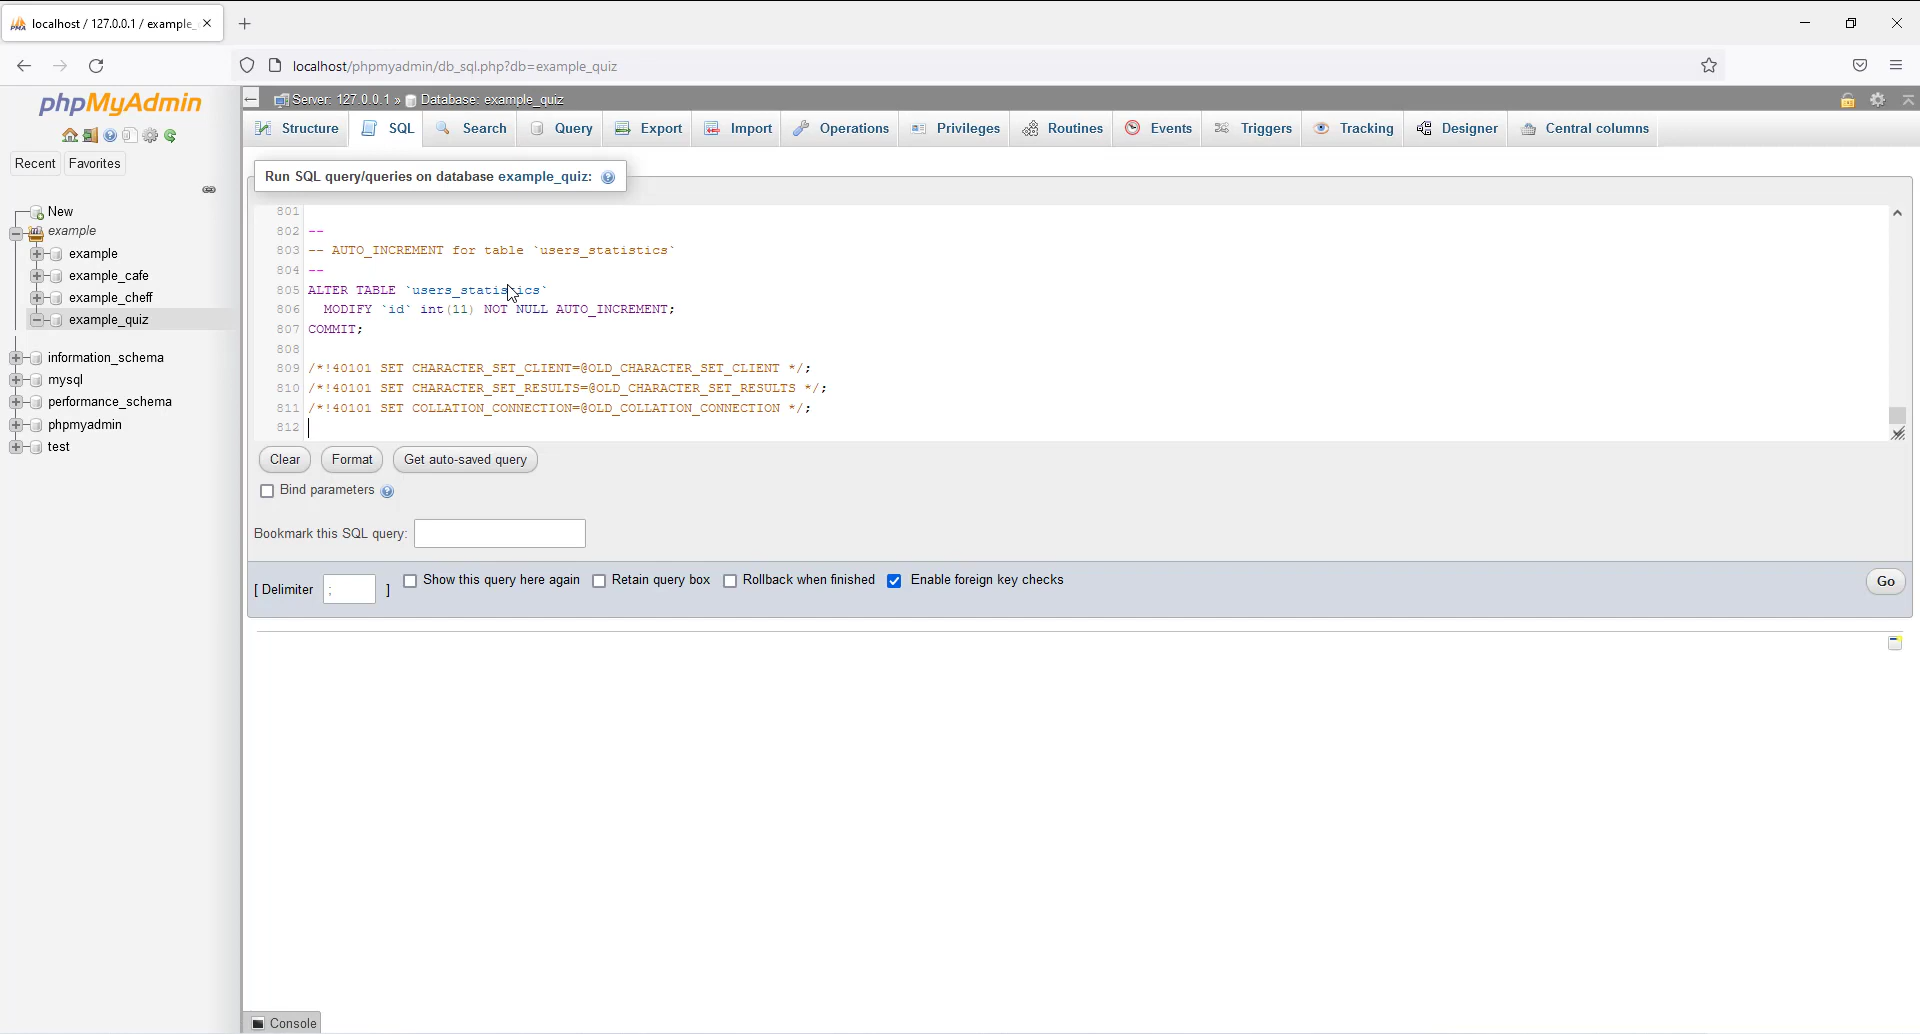 localhost / 127.0.0.1 / example_
localhost/phpmyadmin/db_sql.php?db=example_quiz
phpMyAdmin
Recent Favorites
New
example
example
example_cafe
example_cheff
example_quiz
information_schema
mysql
performance_schema
phpmyadmin
test
Server: 127.0.0.1 » Database: example_quiz
Structure SQL Search Query Export Import Operations Privileges Routines Events Triggers Tracking Designer Central columns
Run SQL query/queries on database example_quiz:
801
802 --
803 -- AUTO_INCREMENT for table `users_statistics`
804 --
805 ALTER TABLE `users_statistics`
806 MODIFY `id` int(11) NOT NULL AUTO_INCREMENT;
807 COMMIT;
808
809 /*!40101 SET CHARACTER_SET_CLIENT=@OLD_CHARACTER_SET_CLIENT */;
810 /*!40101 SET CHARACTER_SET_RESULTS=@OLD_CHARACTER_SET_RESULTS */;
811 /*!40101 SET COLLATION_CONNECTION=@OLD_COLLATION_CONNECTION */;
812
Clear Format Get auto-saved query
Bind parameters
Bookmark this SQL query:
[ Delimiter ; ] Show this query here again Retain query box Rollback when finished Enable foreign key checks Go
Console